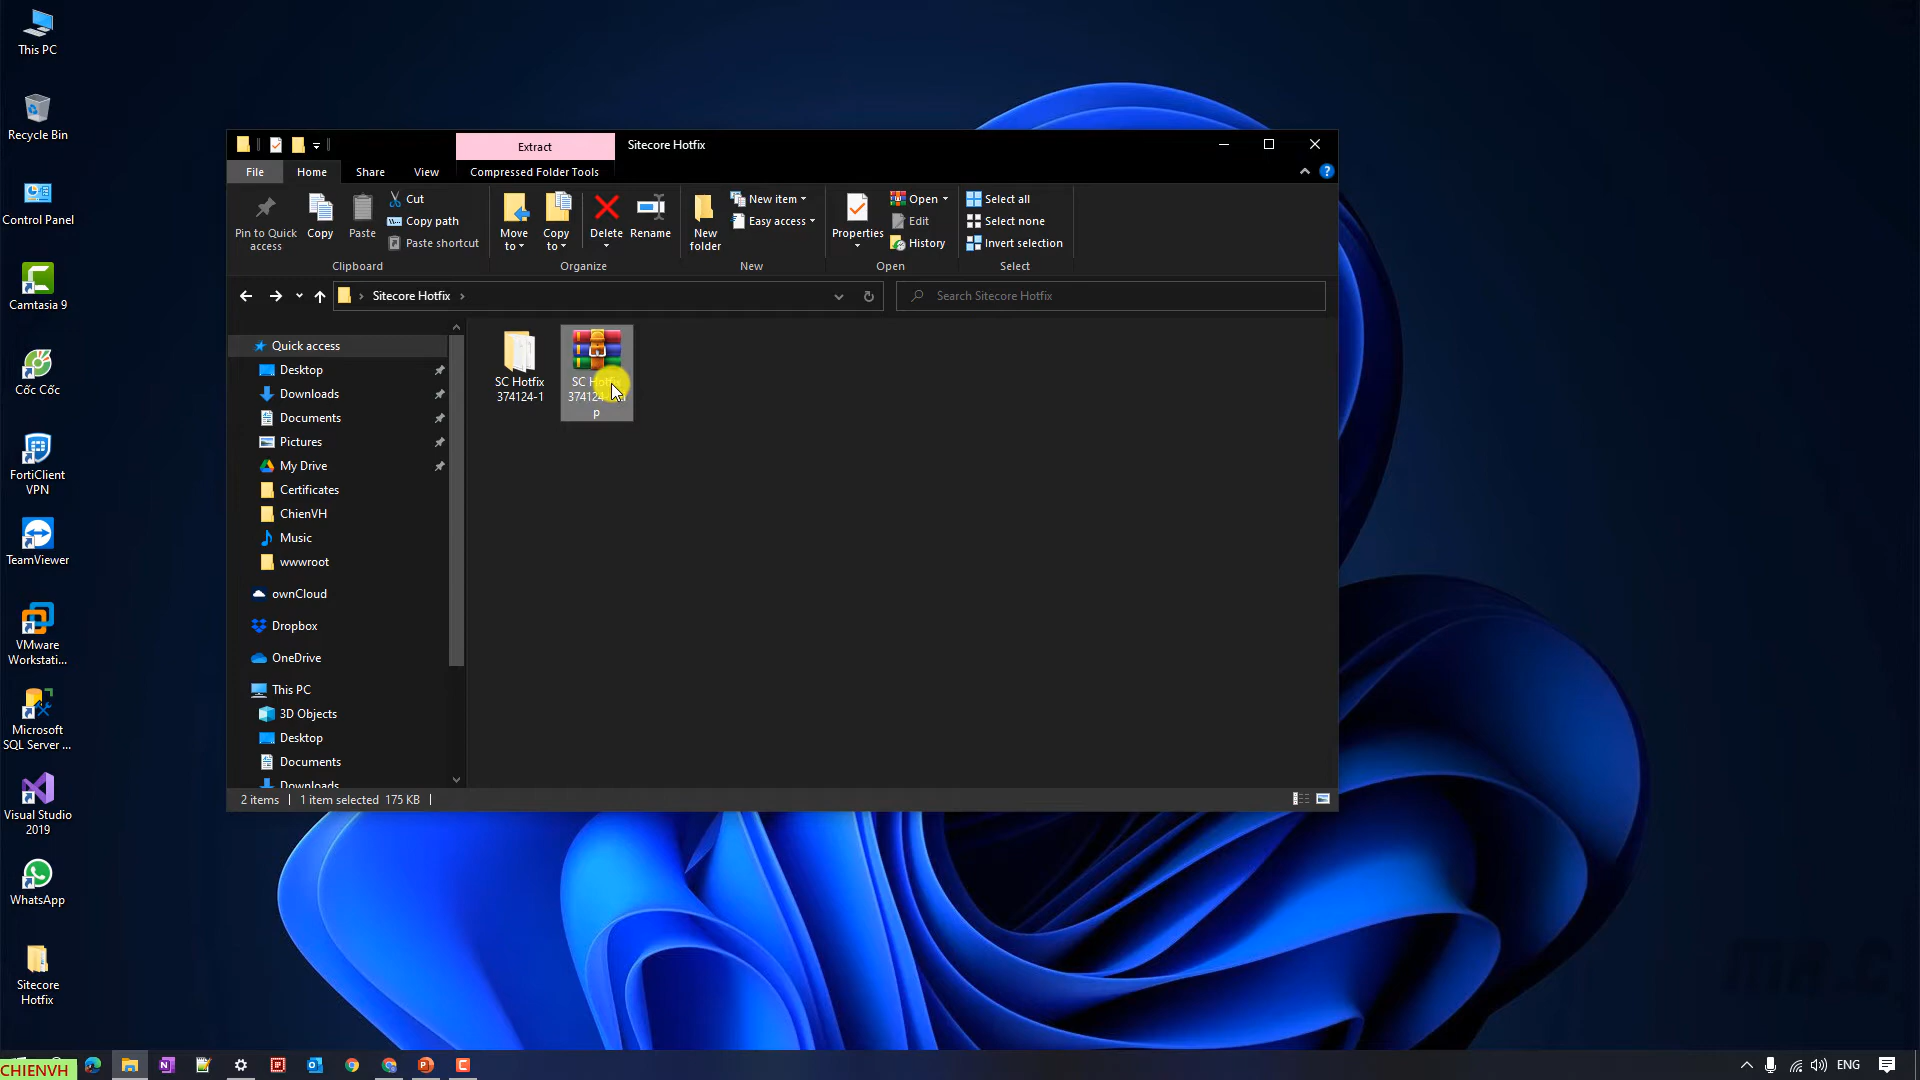 This PC
Recycle Bin
Control Panel
Camtasia 9
Cốc Cốc
FortiClient
VPN
TeamViewer
VMware
Workstati...
Microsoft
SQL Server ...
Visual Studio
2019
WhatsApp
Sitecore
Hotfix
Extract
Sitecore Hotfix
File
Home
Share
View
Compressed Folder Tools
Pin to Quick
access
Copy
Paste
Cut
Copy path
Paste shortcut
Clipboard
Move
to
Copy
to
Delete
Rename
Organize
New
folder
New item
Easy access
New
Properties
Open
Edit
History
Open
Select all
Select none
Invert selection
Select
Sitecore Hotfix
Search Sitecore Hotfix
Quick access
Desktop
Downloads
Documents
Pictures
My Drive
Certificates
ChienVH
Music
wwwroot
ownCloud
Dropbox
OneDrive
This PC
3D Objects
Desktop
Documents
Downloads
SC Hotfix
374124-1
SC Hotfix
p
2 items
1 item selected 175 KB
CHIENVH
ENG